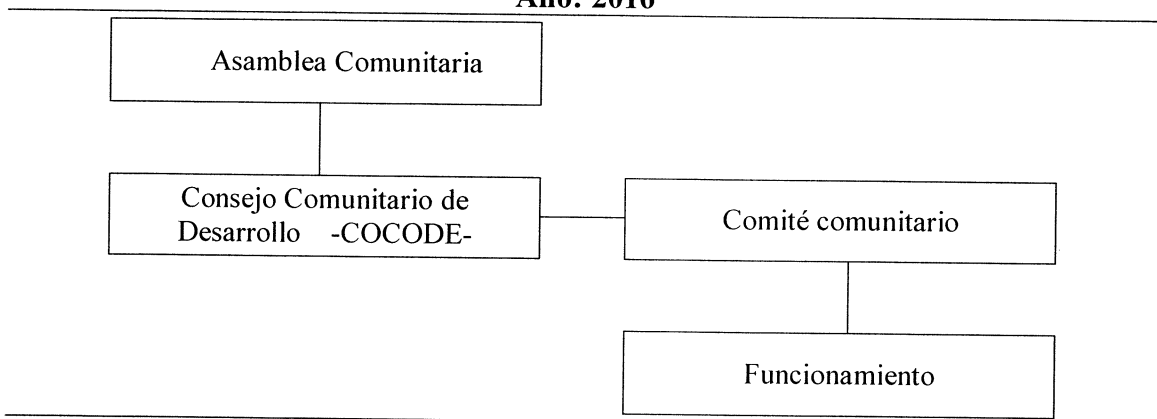 Año: 2016
Asamblea Comunitaria
Consejo Comunitario de
Desarrollo -COCODE-
Comité comunitario
Funcionamiento